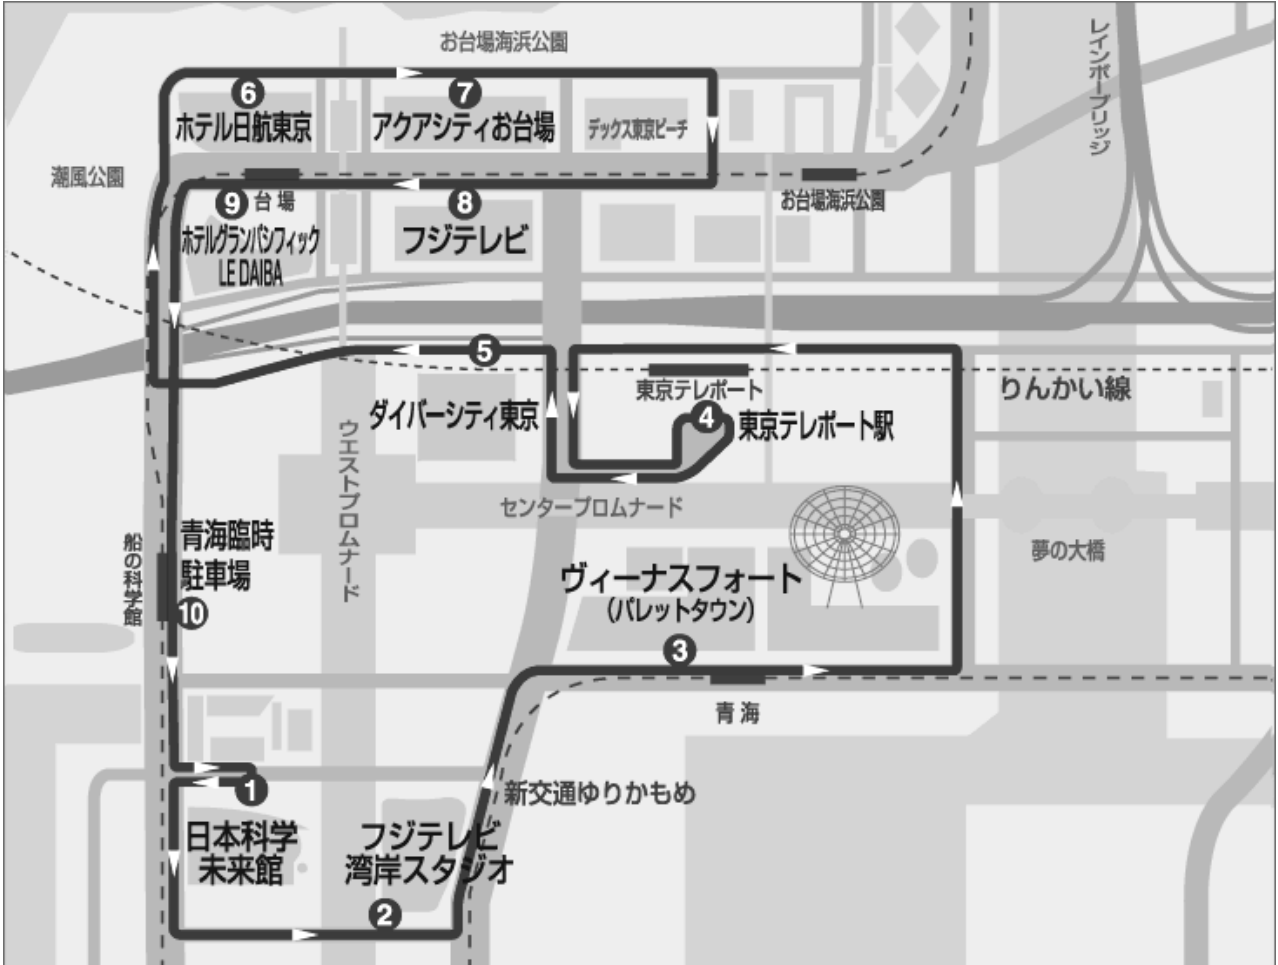 お台場海浜公園
レインボーブリッジ
6
7
ホテル日航東京
アクアシティお台場
デックス東京ビーチ
潮風公園
9
台場
8
お台場海浜公園
ホテルグランパシフィック
LE DAIBA
フジテレビ
5
東京テレポート
りんかい線
ダイバーシティ東京
4
東京テレポート駅
ウエストプロムナード
センタープロムナード
青海臨時
駐車場
10
船の科学館
夢の大橋
ヴィーナスフォート
(パレットタウン)
3
青海
1
新交通ゆりかもめ
日本科学
未来館
フジテレビ
湾岸スタジオ
2